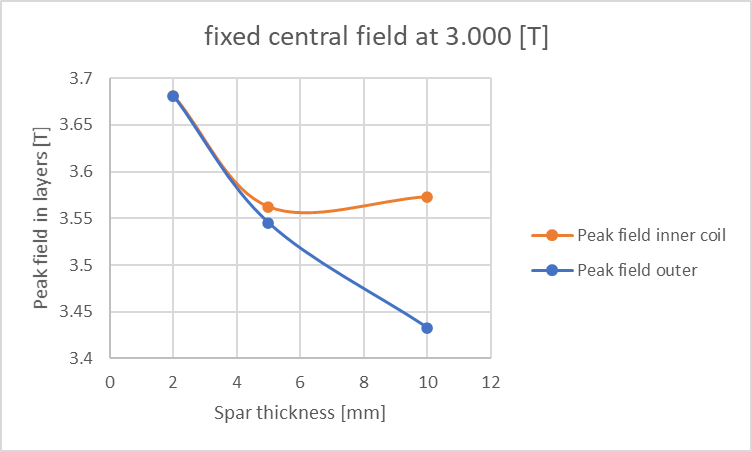 fixed central field at 3.000 [T]
Peak field in layers [T]
3.7
3.65
3.6
3.55
3.5
3.45
3.4
0 2 4 6 8 10 12
Spar thickness [mm]
Peak field inner coil
Peak field outer